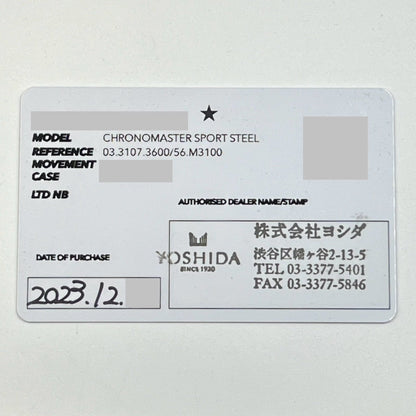 MODEL CHRONOMASTER SPORT STEEL
REFERENCE 03.3107.3600/56.M3100
MOVEMENT
CASE
LTD NB
AUTHORISED DEALER NAME/STAMP
DATE OF PURCHASE
2023.12.
YOSHIDA
SINCE 1920
株式会社ヨシダ
渋谷区幡ヶ谷2-13-5
TEL 03-3377-5401
FAX 03-3377-5846